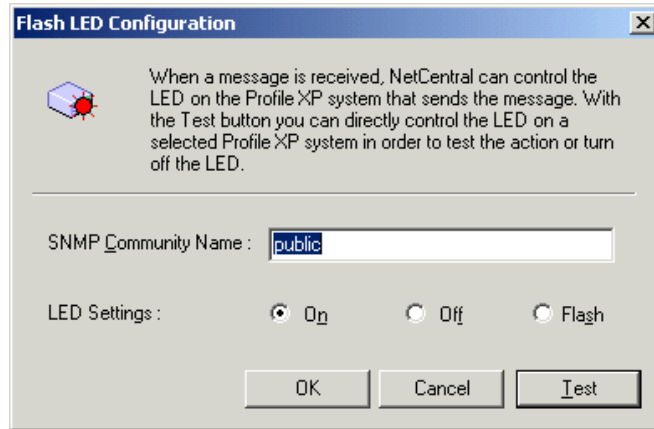 Flash LED Configuration
When a message is received, NetCentral can control the
LED on the Profile XP system that sends the message. With
the Test button you can directly control the LED on a
selected Profile XP system in order to test the action or turn
off the LED.
SNMP Community Name : public
LED Settings : On Off Flash
OK Cancel Test